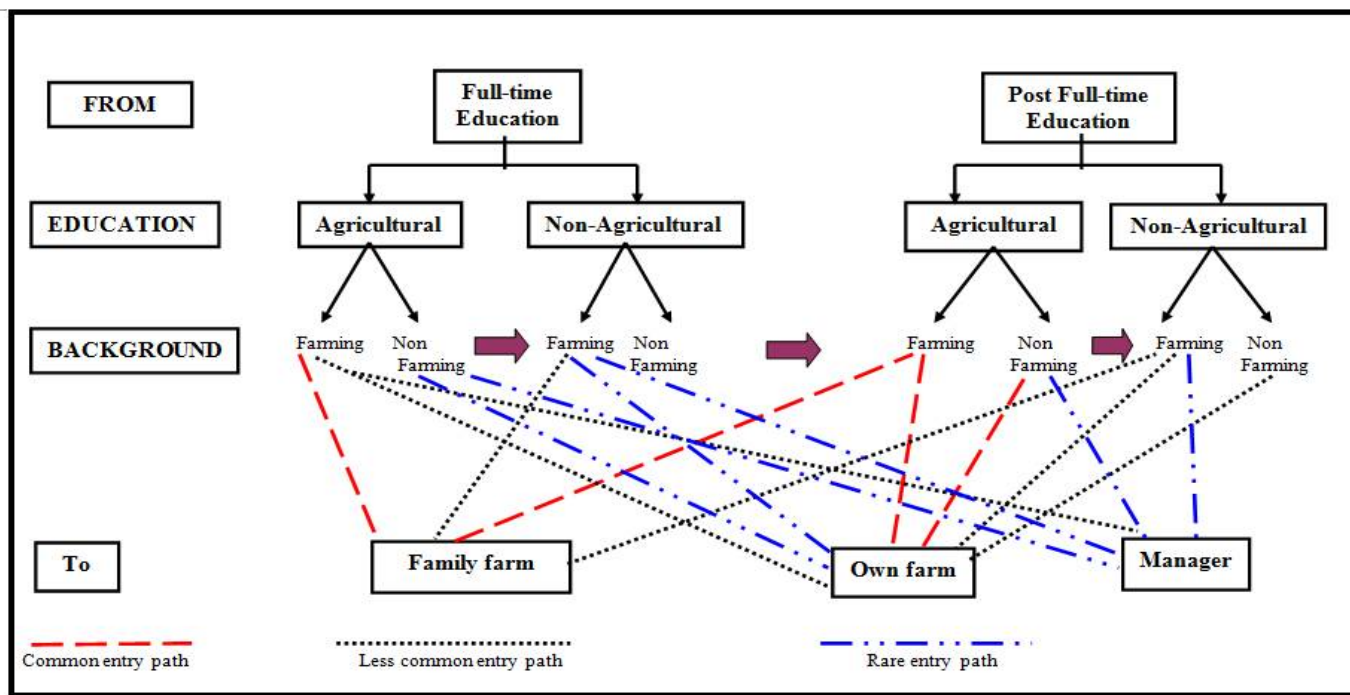 FROM
Full-time
Education
Post Full-time
Education
EDUCATION
Agricultural
Non-Agricultural
Agricultural
Non-Agricultural
BACKGROUND
Farming
Non
Farming
Farming
Non
Farming
Farming
Non
Farming
Farming
Non
Farming
To
Family farm
Own farm
Manager
Common entry path
Less common entry path
Rare entry path